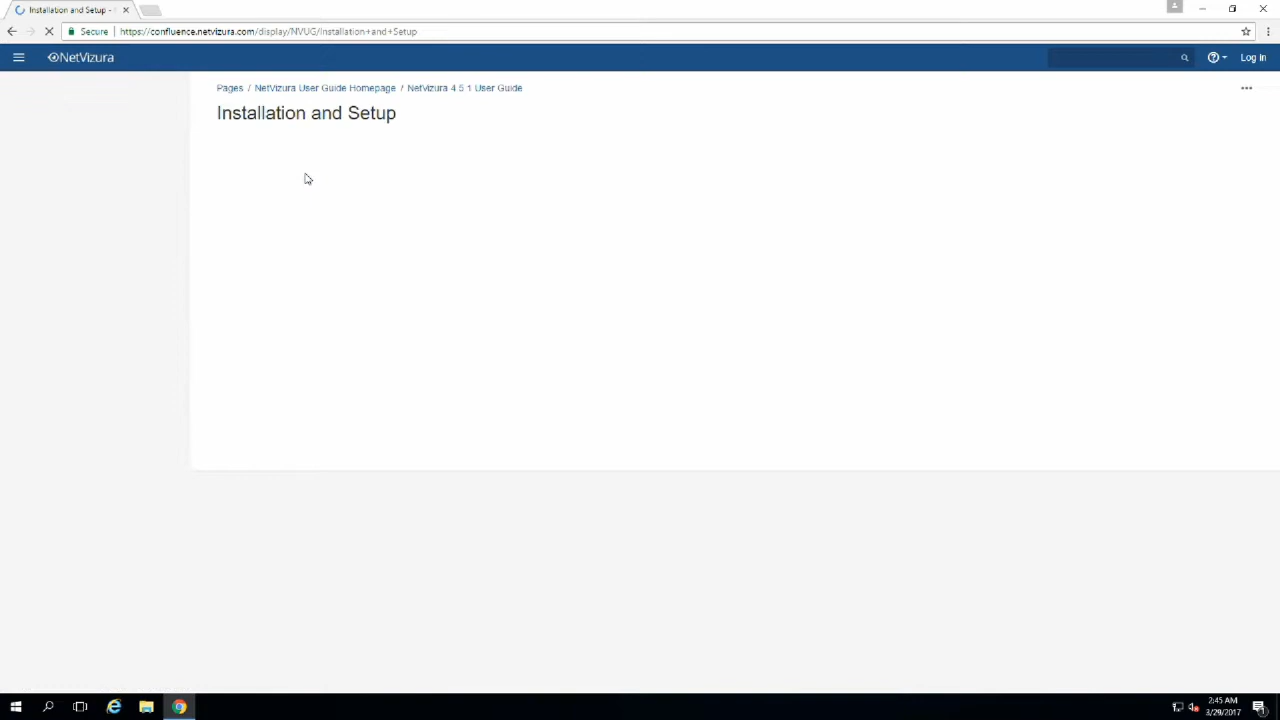 Installation and Setup -
Secure | https://confluence.netvizura.com/display/NVUG/Installation+and+Setup
NetVizura
Log in
Pages / NetVizura User Guide Homepage / NetVizura 4.5.1 User Guide
Installation and Setup
2:45 AM
3/29/2017